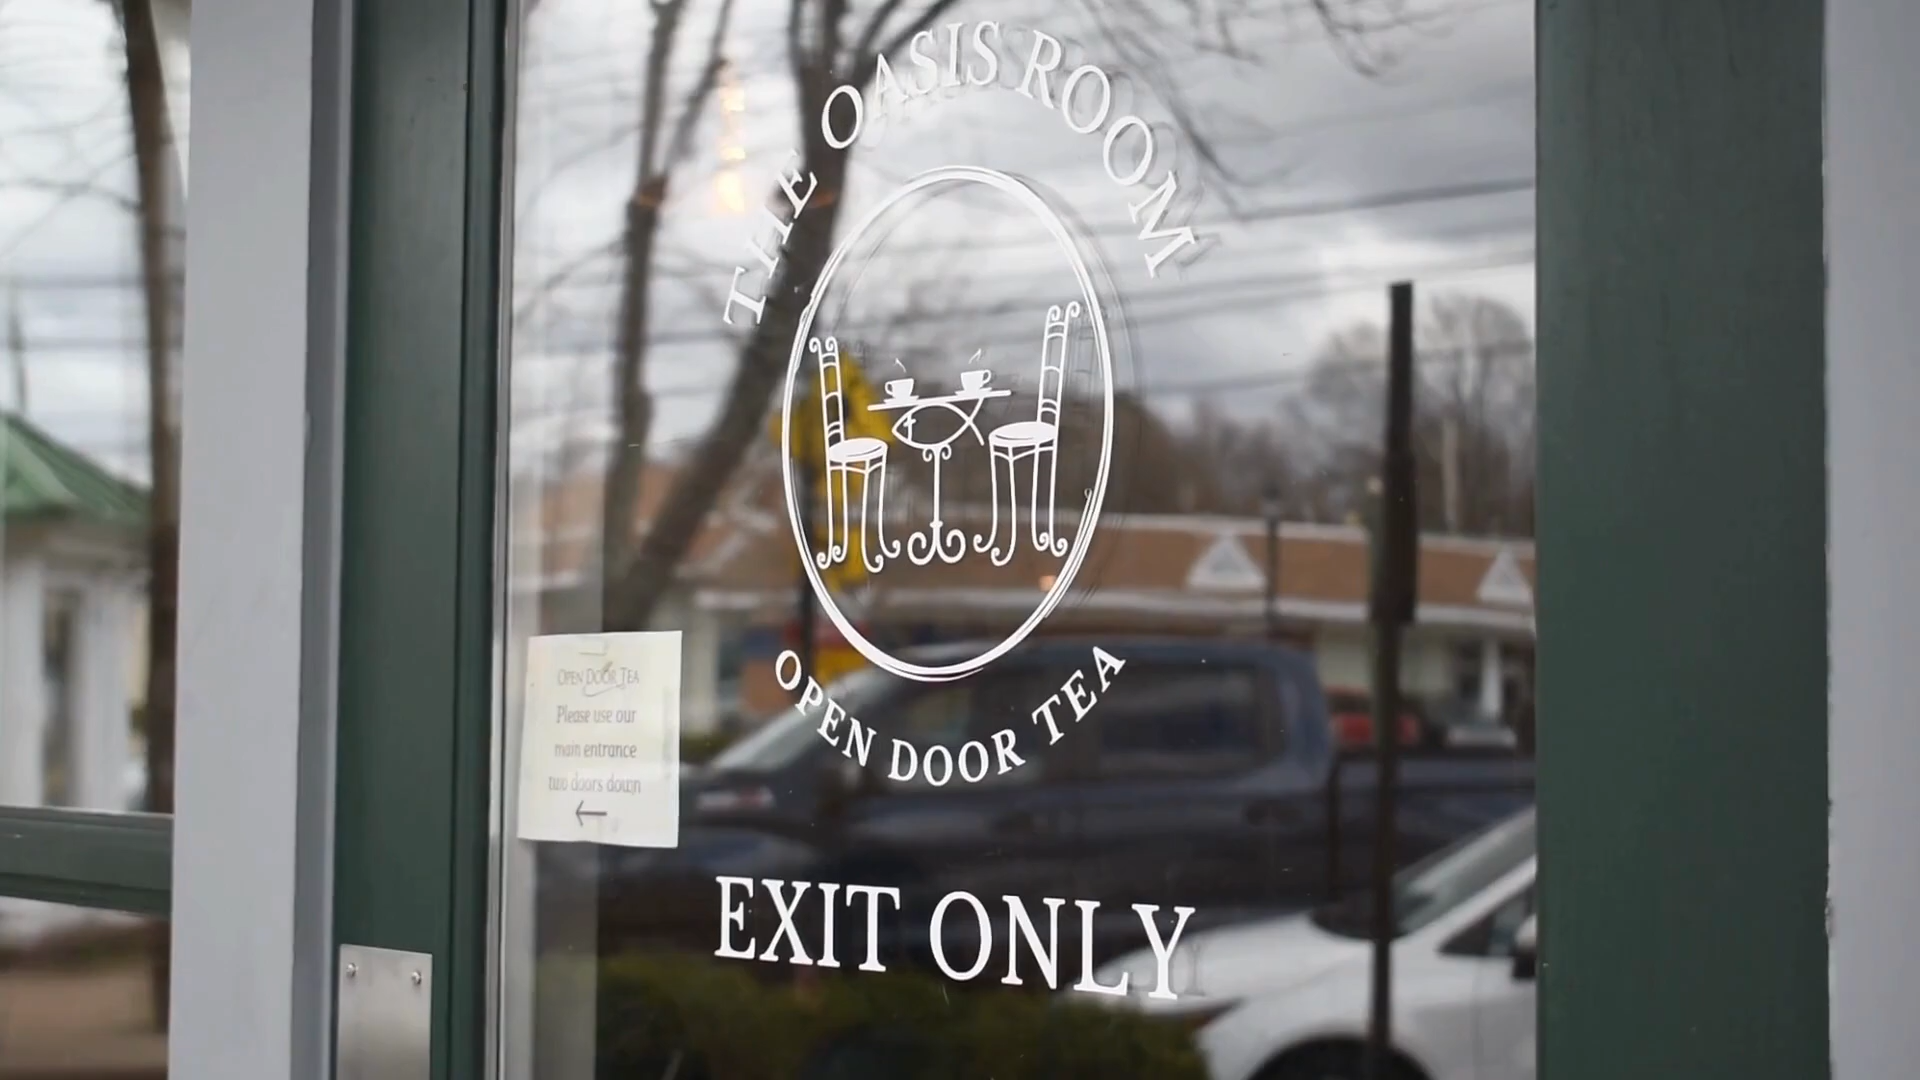 THE OASIS ROOM
OPEN DOOR TEA
OPEN DOOR TEA
Please use our
main entrance
two doors down
←
EXIT ONLY